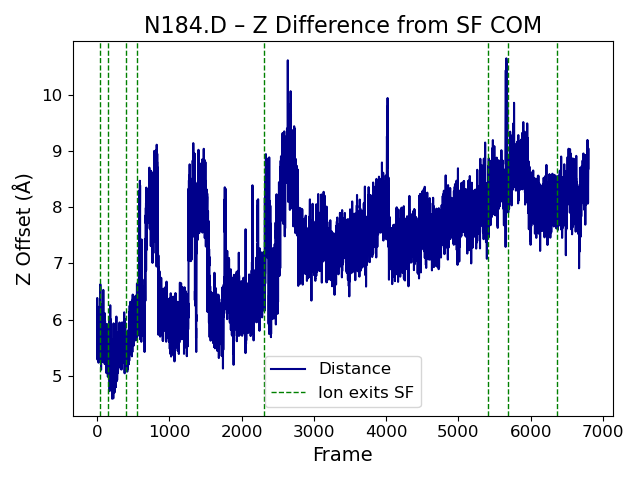 N184.D – Z Difference from SF COM
Z Offset (Å)
10
9
8
7
6
5
Distance
Ion exits SF
0 1000 2000 3000 4000 5000 6000 7000
Frame